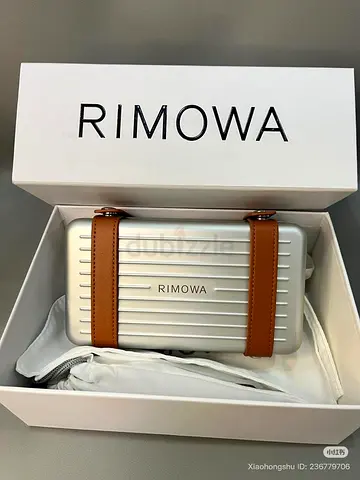 RIMOWA
dubizzle
RIMOWA
小红书
Xiaohongshu ID: 236779706